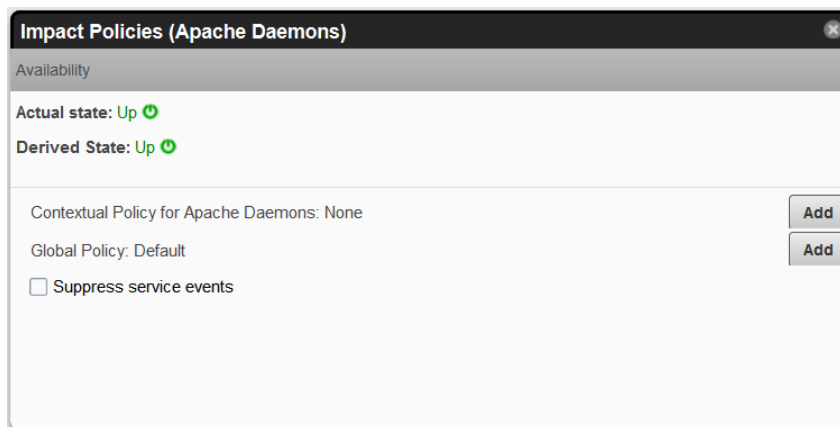 Impact Policies (Apache Daemons)
Availability
Actual state: Up
Derived State: Up
Contextual Policy for Apache Daemons: None
Add
Global Policy: Default
Add
Suppress service events